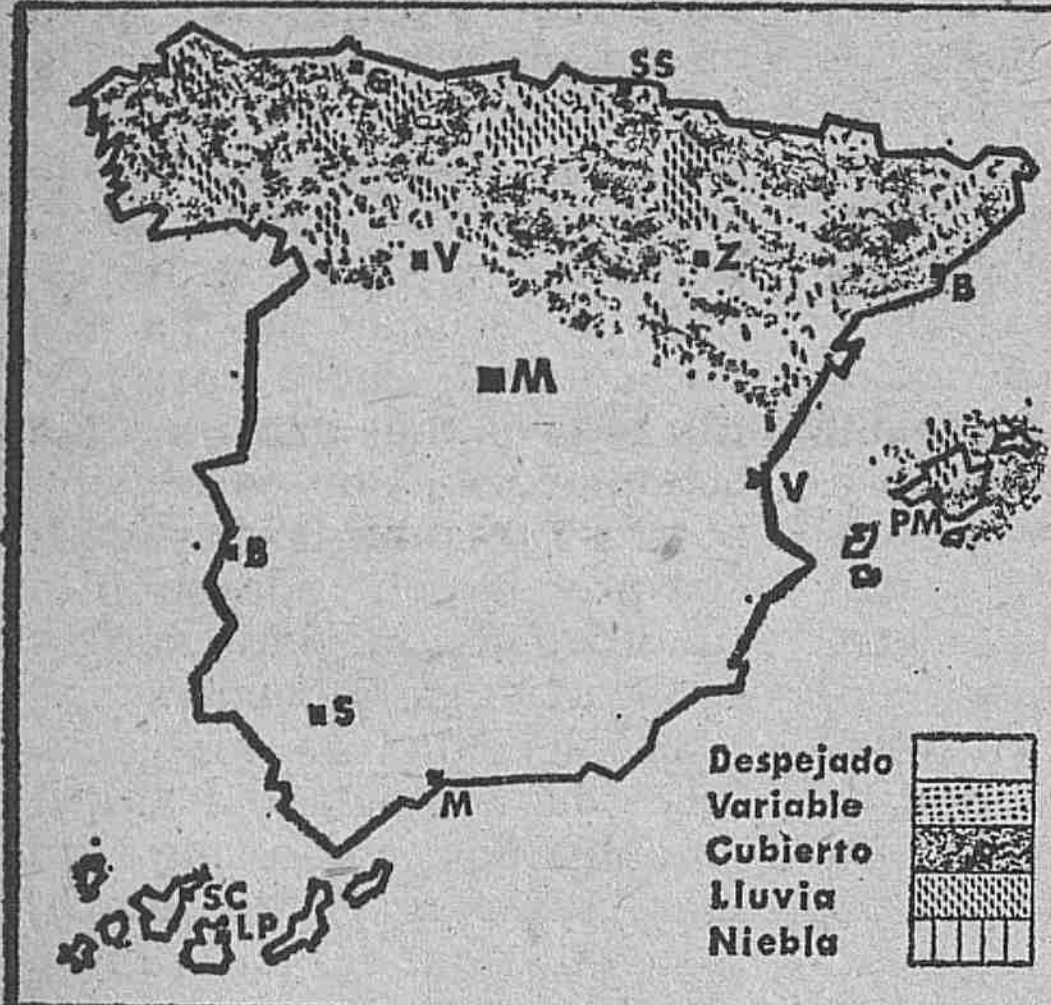 SS
G
V
Z
B
M
V
PM
B
S
M
SC
LP
Despejado
Variable
Cubierto
Lluvia
Niebla